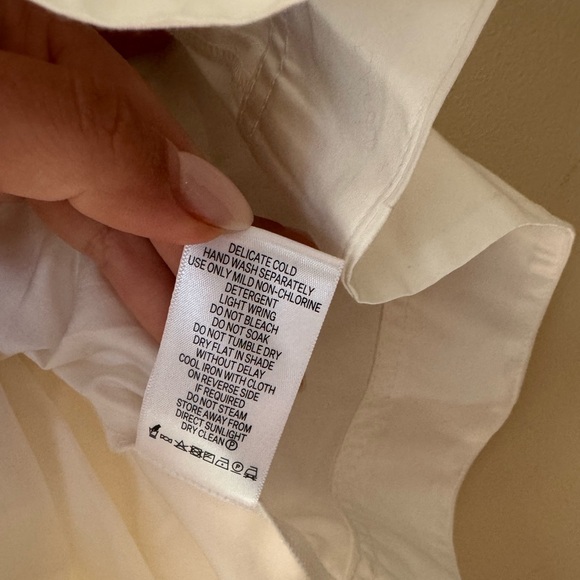 DELICATE COLD
HAND WASH SEPARATELY
USE ONLY MILD NON-CHLORINE
DETERGENT
LIGHT WRING
DO NOT BLEACH
DO NOT SOAK
DO NOT TUMBLE DRY
DRY FLAT IN SHADE
WITHOUT DELAY
COOL IRON WITH CLOTH
ON REVERSE SIDE
IF REQUIRED
DO NOT STEAM
STORE AWAY FROM
DIRECT SUNLIGHT
DRY CLEAN Ⓟ
Ⓟ